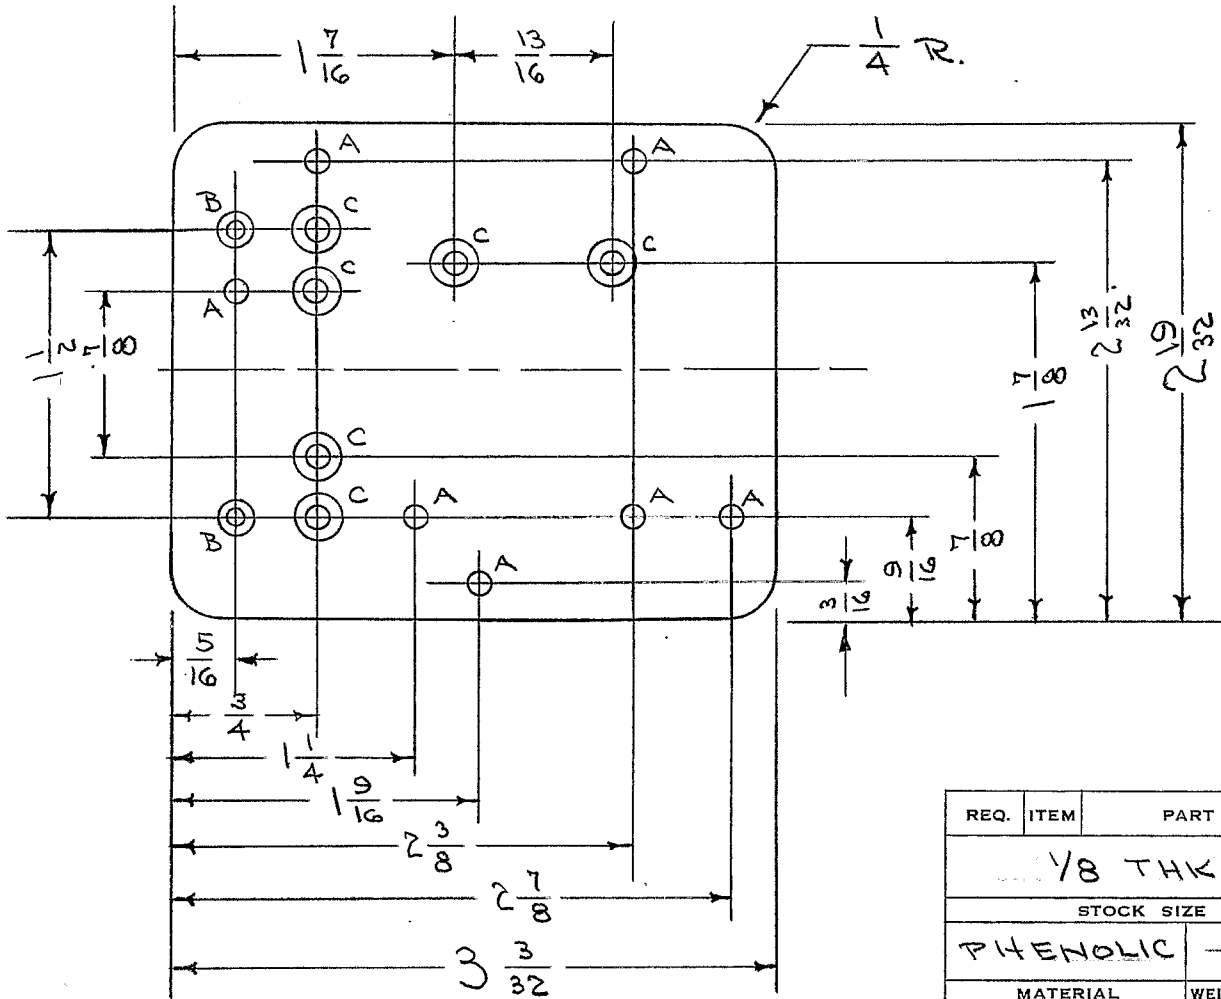 1 7/16
13/16
1/4 R.
A
A
B
C
C
C
C
A
1 1/2
7/8
2 13/32
2 19/32
1 7/8
C
C
A
A
A
B
7/8
9/16
A
3/16
5/16
3/4
1 1/4
1 9/16
2 3/8
2 7/8
3 3/32
REQ. ITEM PART
1/8 THK
STOCK SIZE
PHENOLIC –
MATERIAL WEI